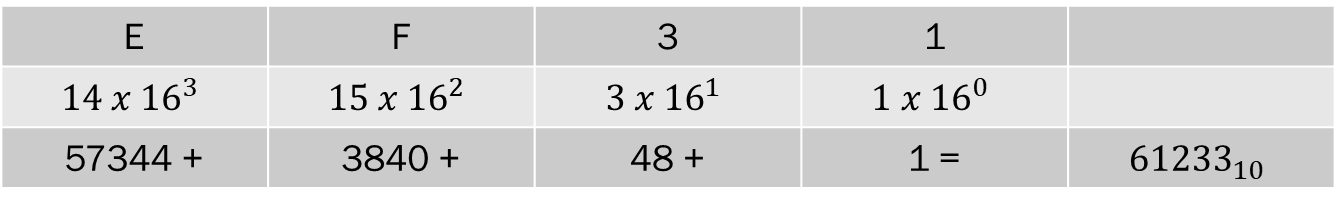 E F 3 1
14 x 16³ 15 x 16² 3 x 16¹ 1 x 16⁰
57344 + 3840 + 48 + 1 = 61233₁₀